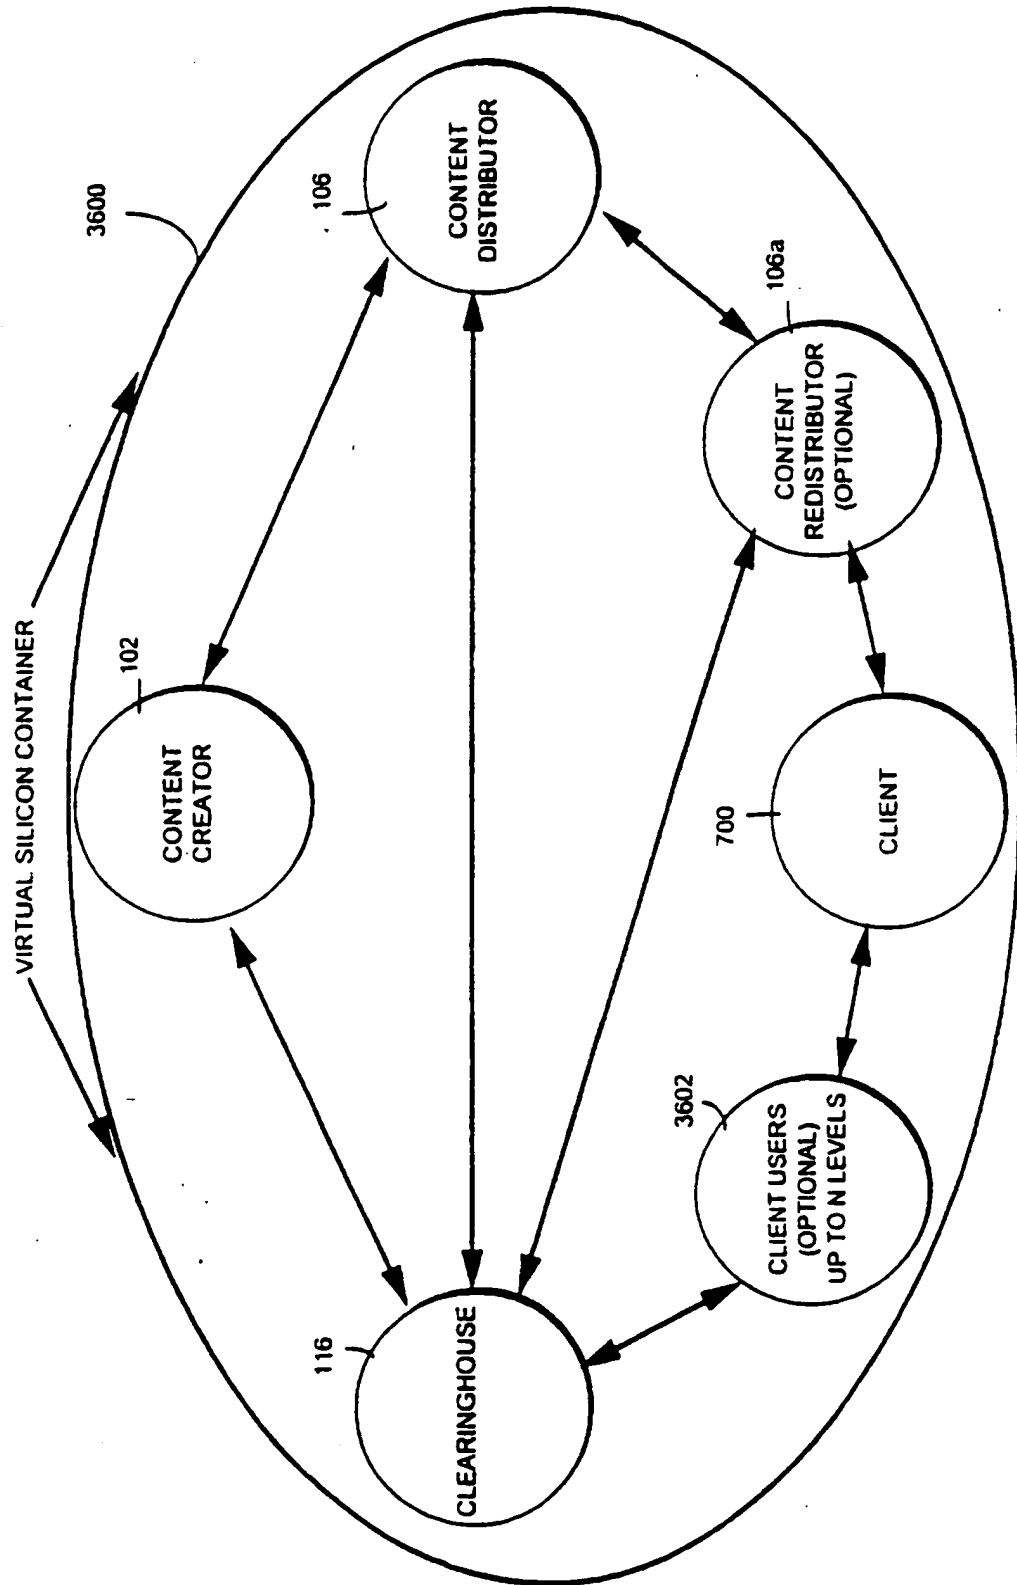 VIRTUAL SILICON CONTAINER
3600
102
CONTENT
CREATOR
106
CONTENT
DISTRIBUTOR
116
CLEARINGHOUSE
106a
CONTENT
REDISTRIBUTOR
(OPTIONAL)
3602
CLIENT USERS
(OPTIONAL)
UP TO N LEVELS
700
CLIENT